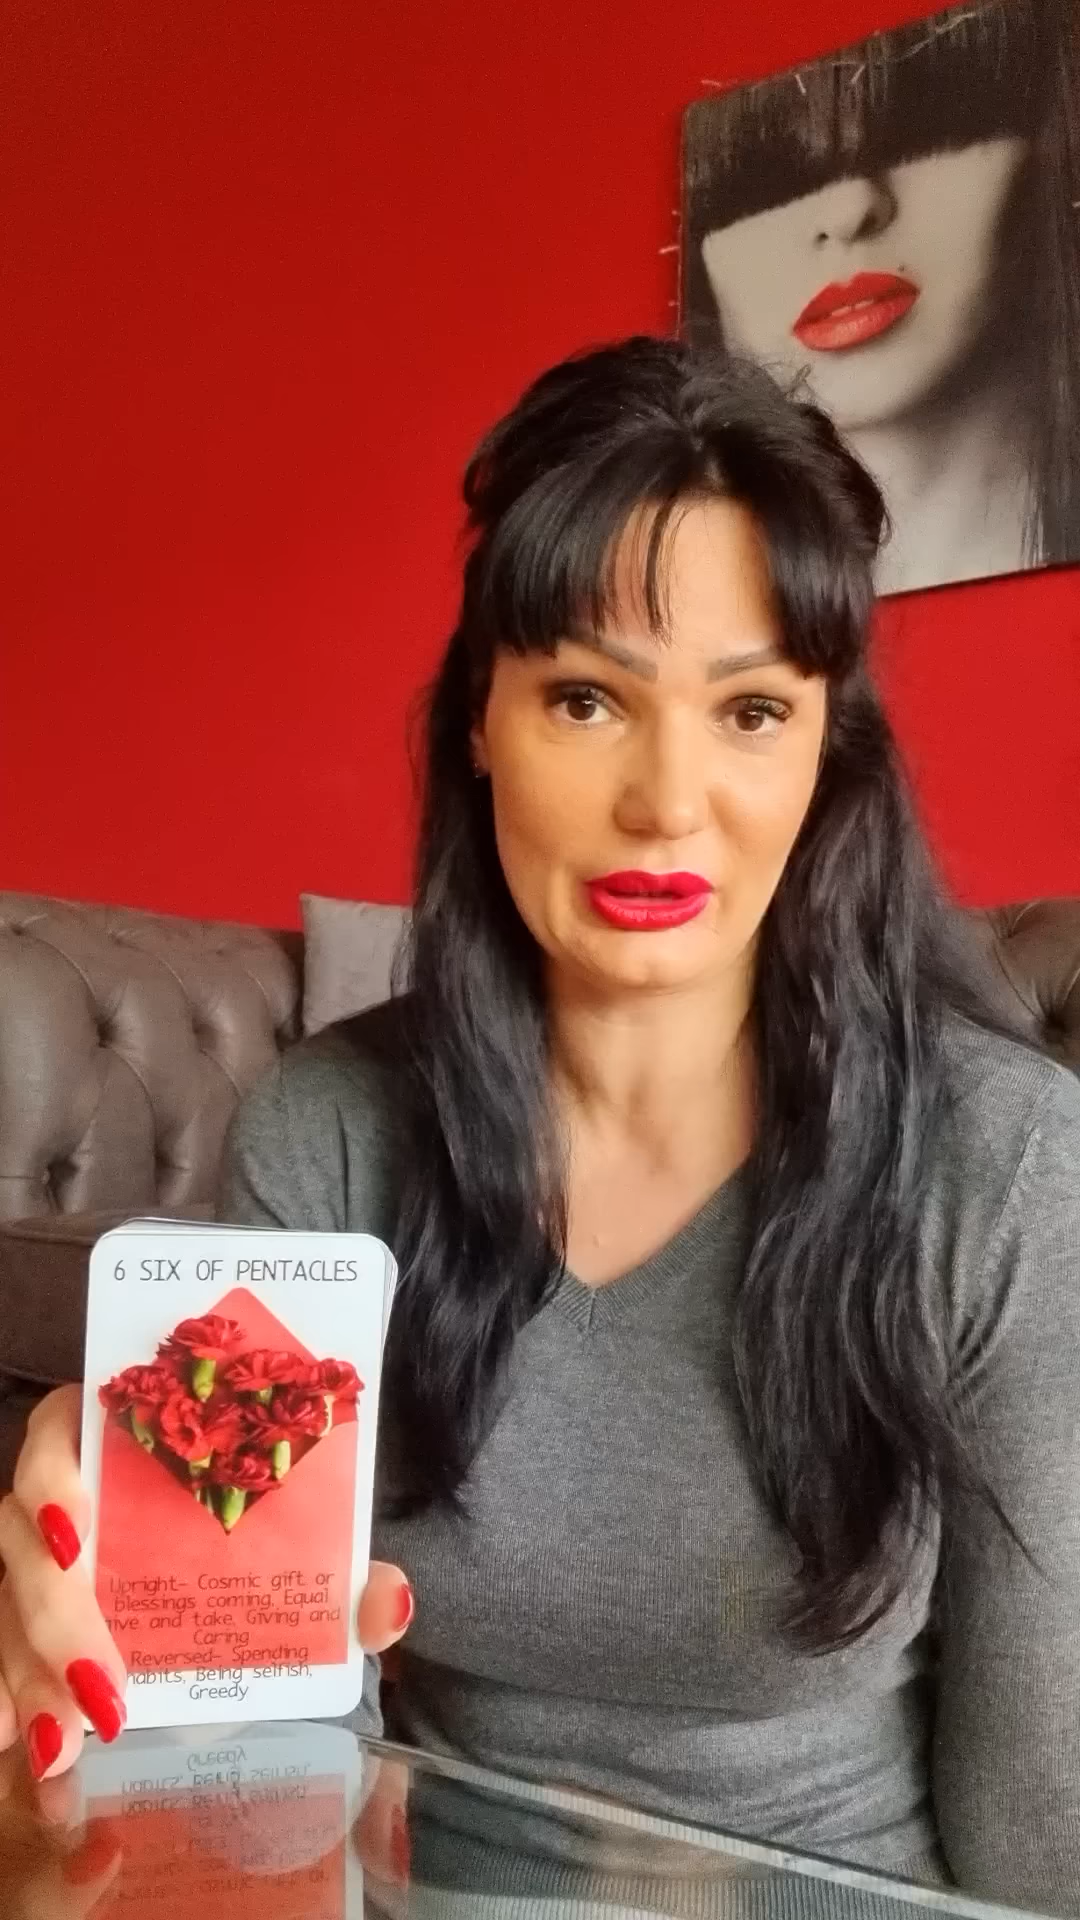 6 SIX OF PENTACLES
Upright- Cosmic gift or
blessings coming. Equal
and take. Giving and
Caring
Reversed- Spending
habits, Being selfish,
Greedy